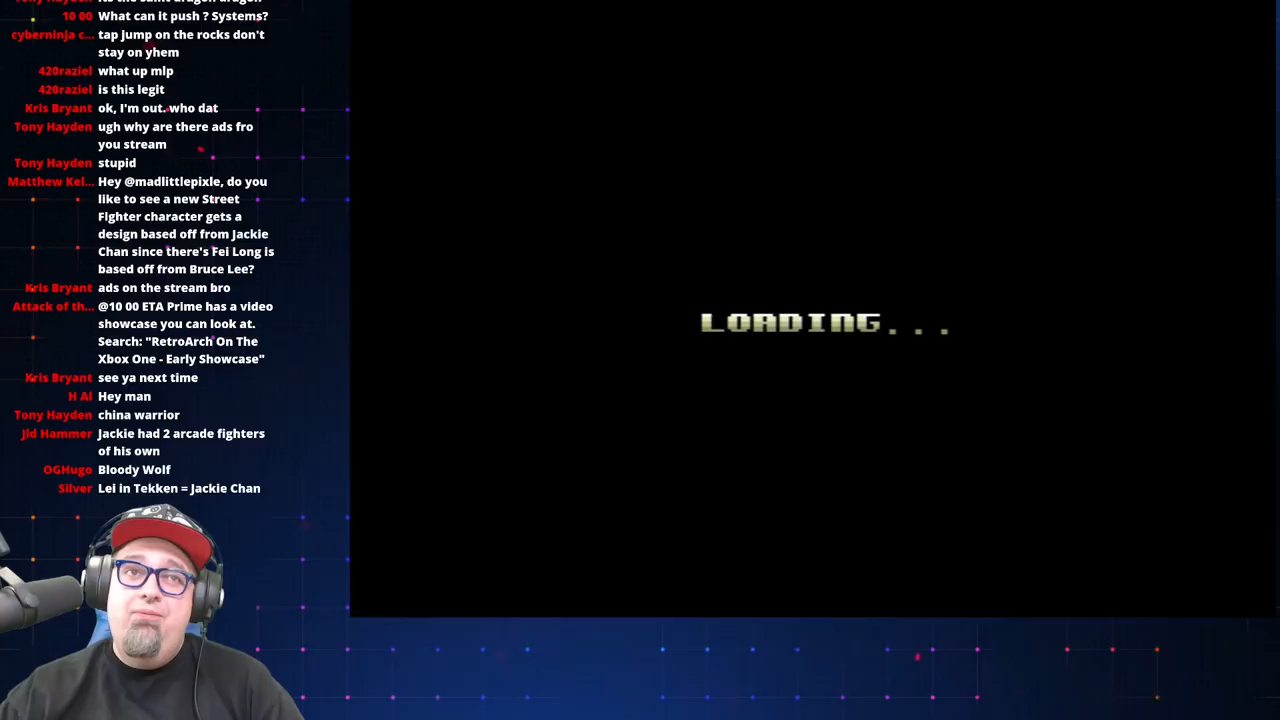 10 00 What can it push ? Systems?
cyberninja c... tap jump on the rocks don't
stay on yhem
420raziel what up mlp
420raziel is this legit
Kris Bryant ok, I'm out. who dat
Tony Hayden ugh why are there ads fro
you stream
Tony Hayden stupid
Matthew Kel... Hey @madlittlepixle, do you
like to see a new Street
Fighter character gets a
design based off from Jackie
Chan since there's Fei Long is
based off from Bruce Lee?
Kris Bryant ads on the stream bro
Attack of th... @10 00 ETA Prime has a video
showcase you can look at.
Search: "RetroArch On The
Xbox One - Early Showcase"
Kris Bryant see ya next time
H Al Hey man
Tony Hayden china warrior
Jld Hammer Jackie had 2 arcade fighters
of his own
OGHugo Bloody Wolf
Silver Lei in Tekken = Jackie Chan
LOADING...